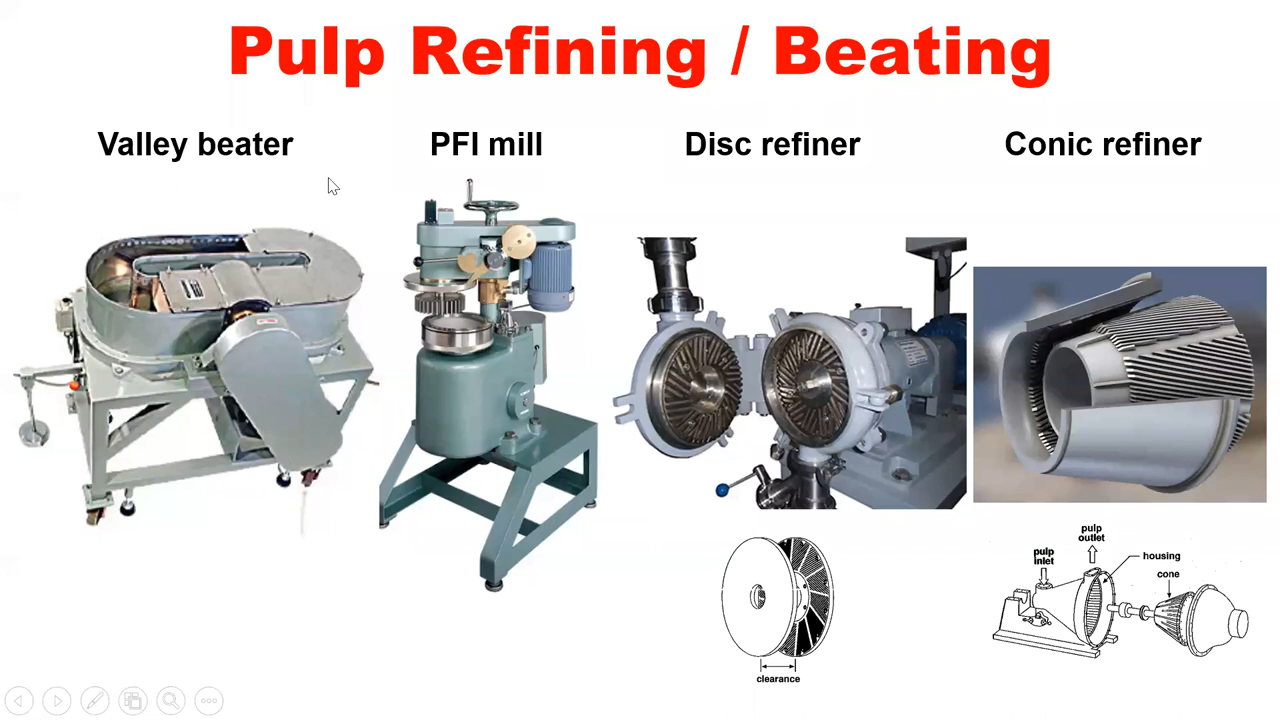 Pulp Refining / Beating
Valley beater
PFI mill
Disc refiner
Conic refiner
clearance
pulp
outlet
pulp
inlet
housing
cone